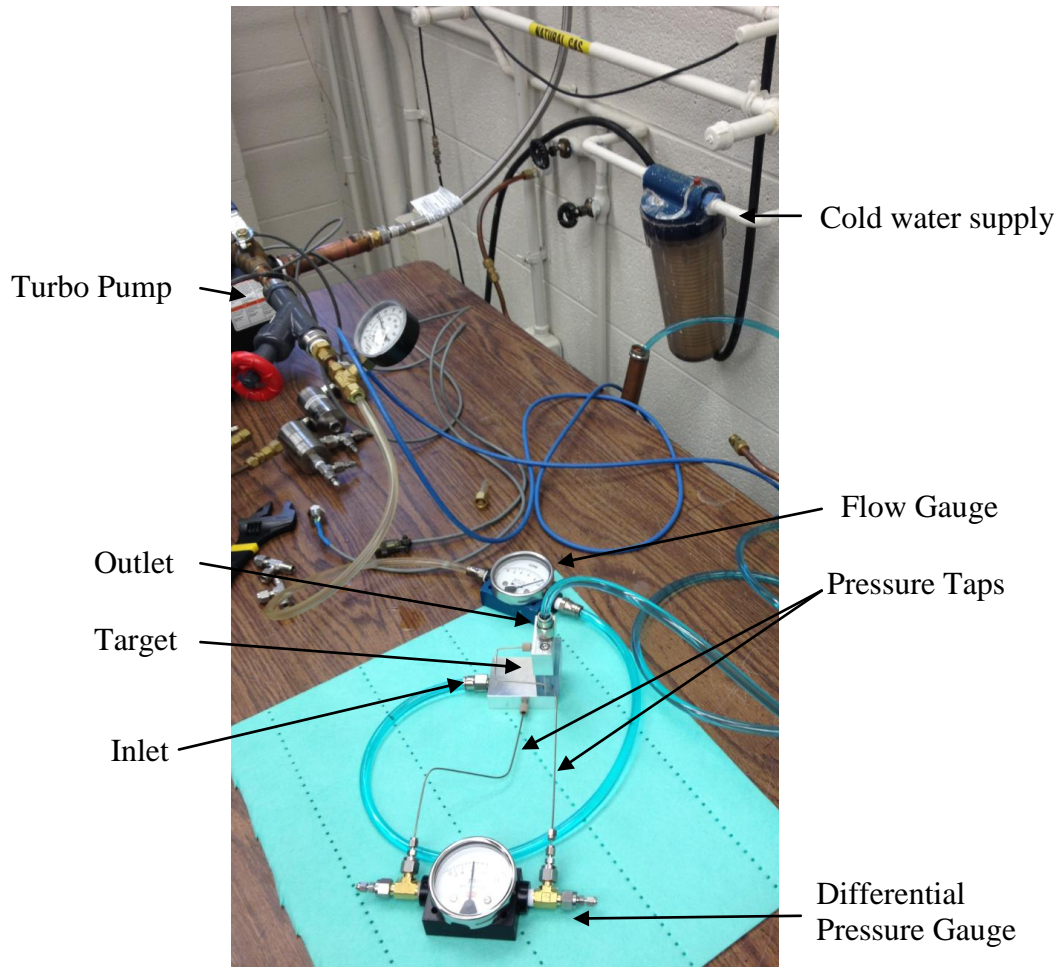 NATURAL GAS
Cold water supply
Turbo Pump
Flow Gauge
Outlet
Pressure Taps
Target
Inlet
Differential
Pressure Gauge